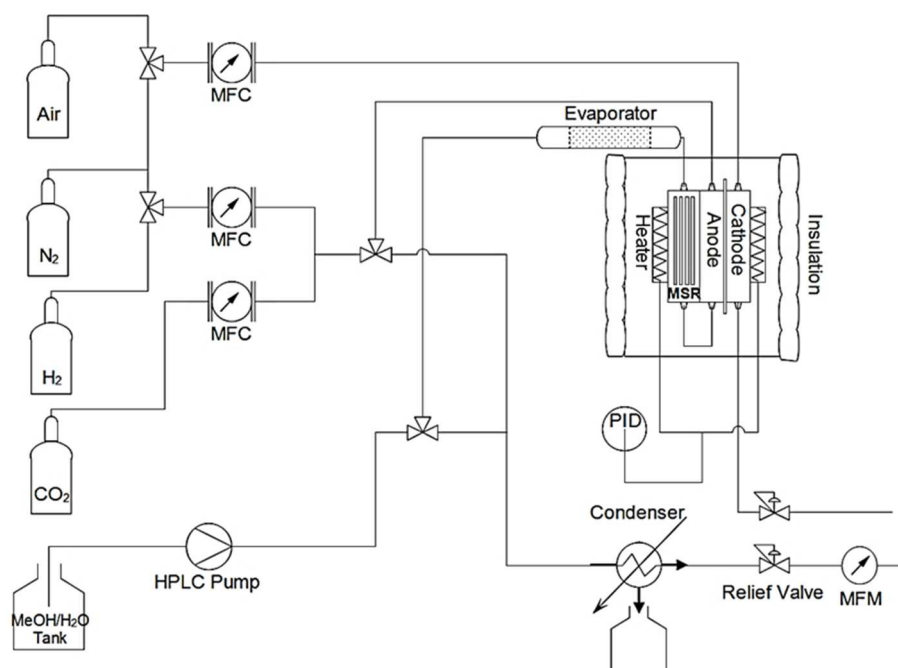 Air
MFC
Evaporator
N2
MFC
Heater
MSR
Anode
Cathode
Insulation
H2
MFC
PID
CO2
Condenser
HPLC Pump
MeOH/H2O
Tank
Relief Valve
MFM